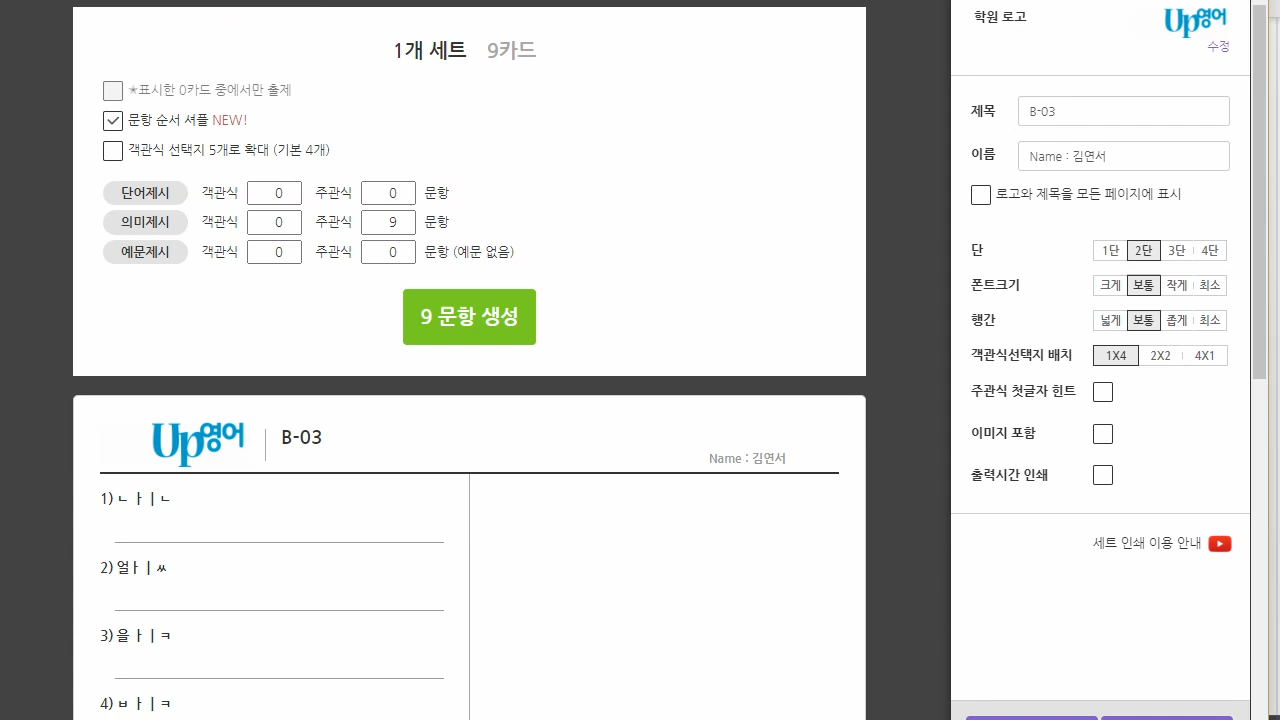 1개 세트 9카드
★표시한 0카드 중에서만 출제
문항 순서 셔플 NEW!
객관식 선택지 5개로 확대 (기본 4개)
단어제시 객관식 0 주관식 0 문항
의미제시 객관식 0 주관식 9 문항
예문제시 객관식 0 주관식 0 문항 (예문 없음)
9 문항 생성
Up영어
B-03
Name : 김연서
1) ㄴ ㅏ ㅣ ㄴ
2) 얼ㅏ ㅣ ㅆ
3) 을 ㅏ ㅣ ㅋ
4) ㅂ ㅏ ㅣ ㅋ
학원 로고 Up영어
수정
제목 B-03
이름 Name : 김연서
로고와 제목을 모든 페이지에 표시
단 1단 2단 3단 4단
폰트크기 크게 보통 작게 최소
행간 넓게 보통 좁게 최소
객관식선택지 배치 1X4 2X2 4X1
주관식 첫글자 힌트
이미지 포함
출력시간 인쇄
세트 인쇄 이용 안내